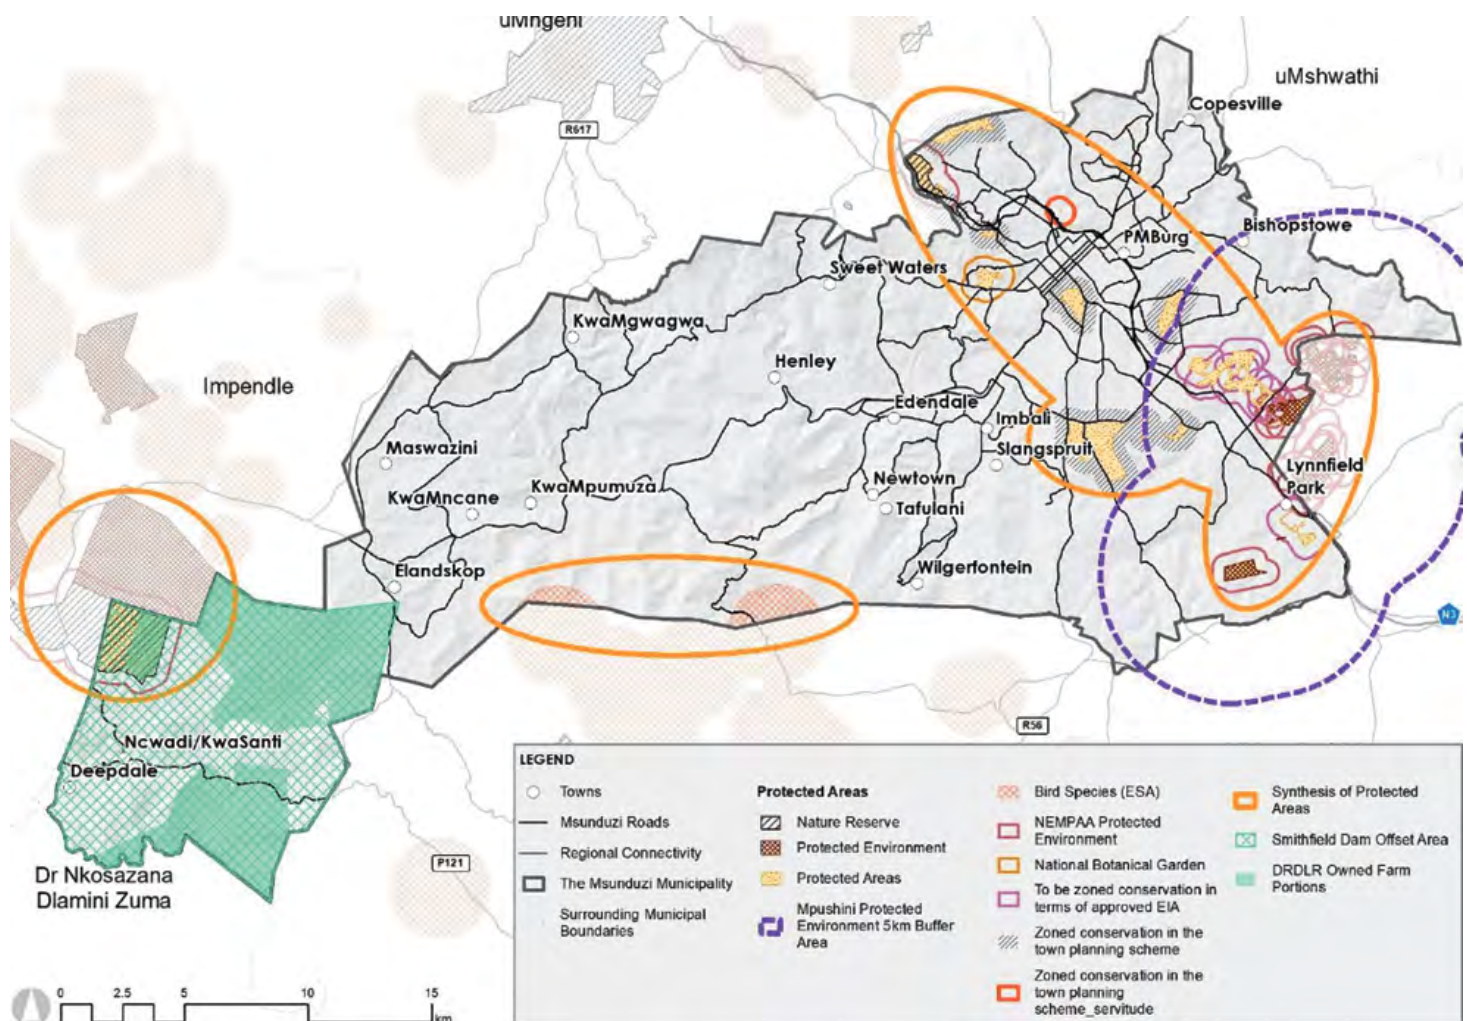 uMngeni
uMshwathi
Copesville
R617
Bishopstowe
PMBurg
Sweet Waters
KwaMgwagwa
Henley
Impendle
Edendale
Imbali
Maswazini
Slangspruit
Lynnfield
Park
KwaMncane
KwaMpumuza
Newtown
Tafulani
Elandskop
Wilgerfontein
N3
R56
Ncwadi/KwaSanti
Deepdale
P121
Dr Nkosazana
Dlamini Zuma
0 2.5 5 10 15
km
LEGEND
Towns
Msunduzi Roads
Regional Connectivity
The Msunduzi Municipality
Surrounding Municipal
Boundaries
Protected Areas
Nature Reserve
Protected Environment
Protected Areas
Mpushini Protected
Environment 5km Buffer
Area
Bird Species (ESA)
NEMPAA Protected
Environment
National Botanical Garden
To be zoned conservation in
terms of approved EIA
Zoned conservation in the
town planning scheme
Zoned conservation in the
town planning
scheme_servitude
Synthesis of Protected
Areas
Smithfield Dam Offset Area
DRDLR Owned Farm
Portions